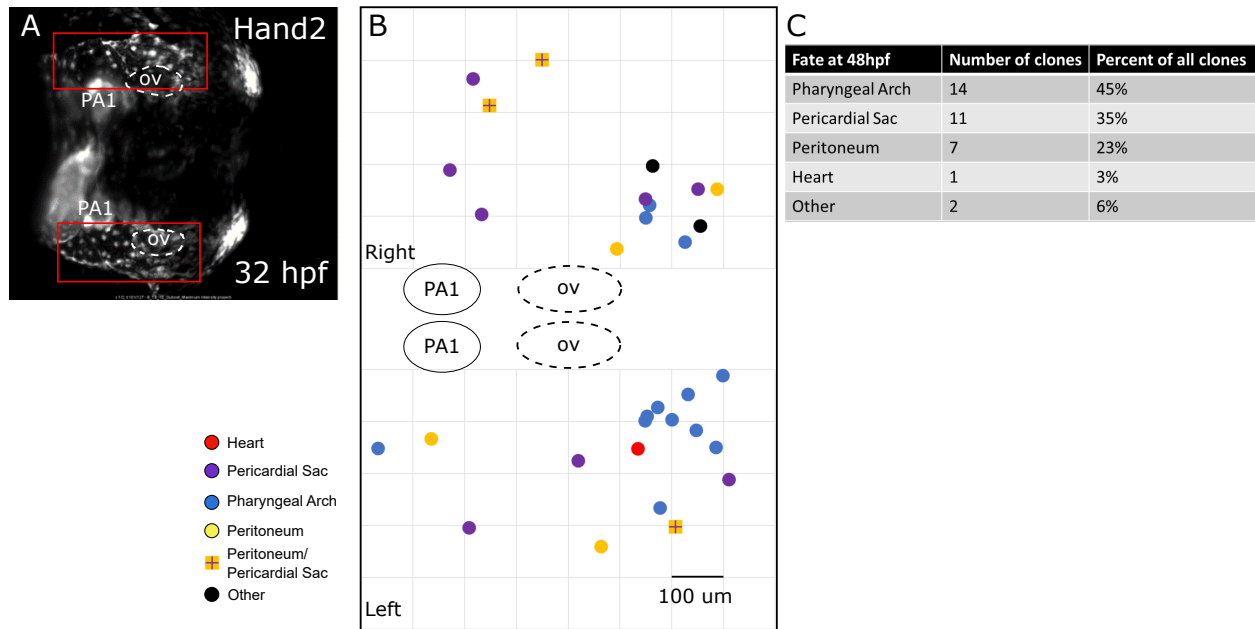 A
Hand2
ov
PA1
PA1
ov
32 hpf
Heart
Pericardial Sac
Pharyngeal Arch
Peritoneum
Peritoneum/
Pericardial Sac
Other
B
Right
PA1
ov
PA1
ov
100 um
Left
C
Fate at 48hpf Number of clones Percent of all clones
Pharyngeal Arch 14 45%
Pericardial Sac 11 35%
Peritoneum 7 23%
Heart 1 3%
Other 2 6%